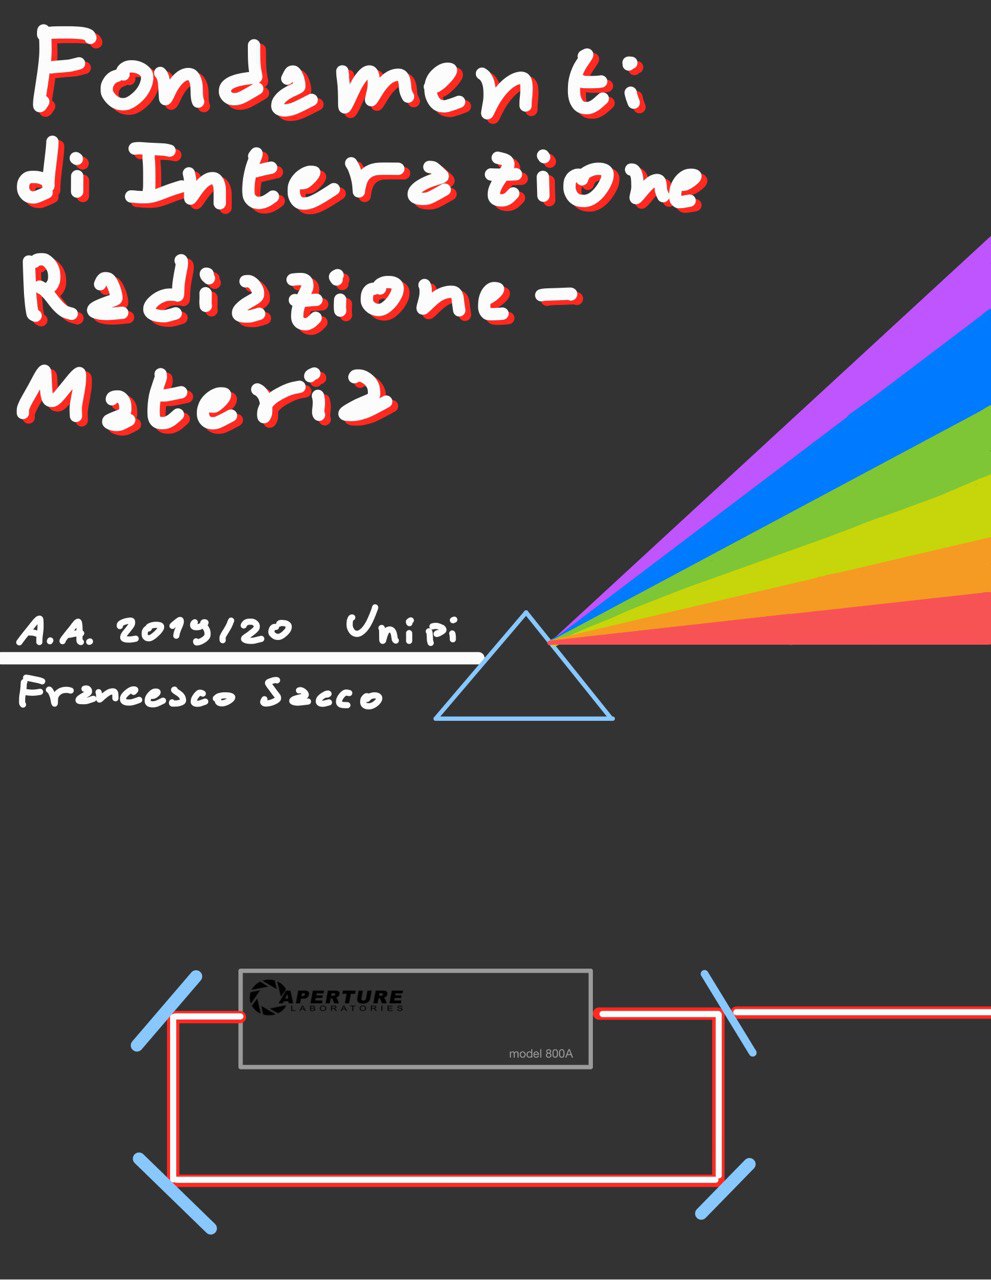 Fondamenti
di Interazione
Radiazione-
Materia
A.A. 2019/20 Unipi
Francesco Sacco
APERTURE
LABORATORIES
model 800A